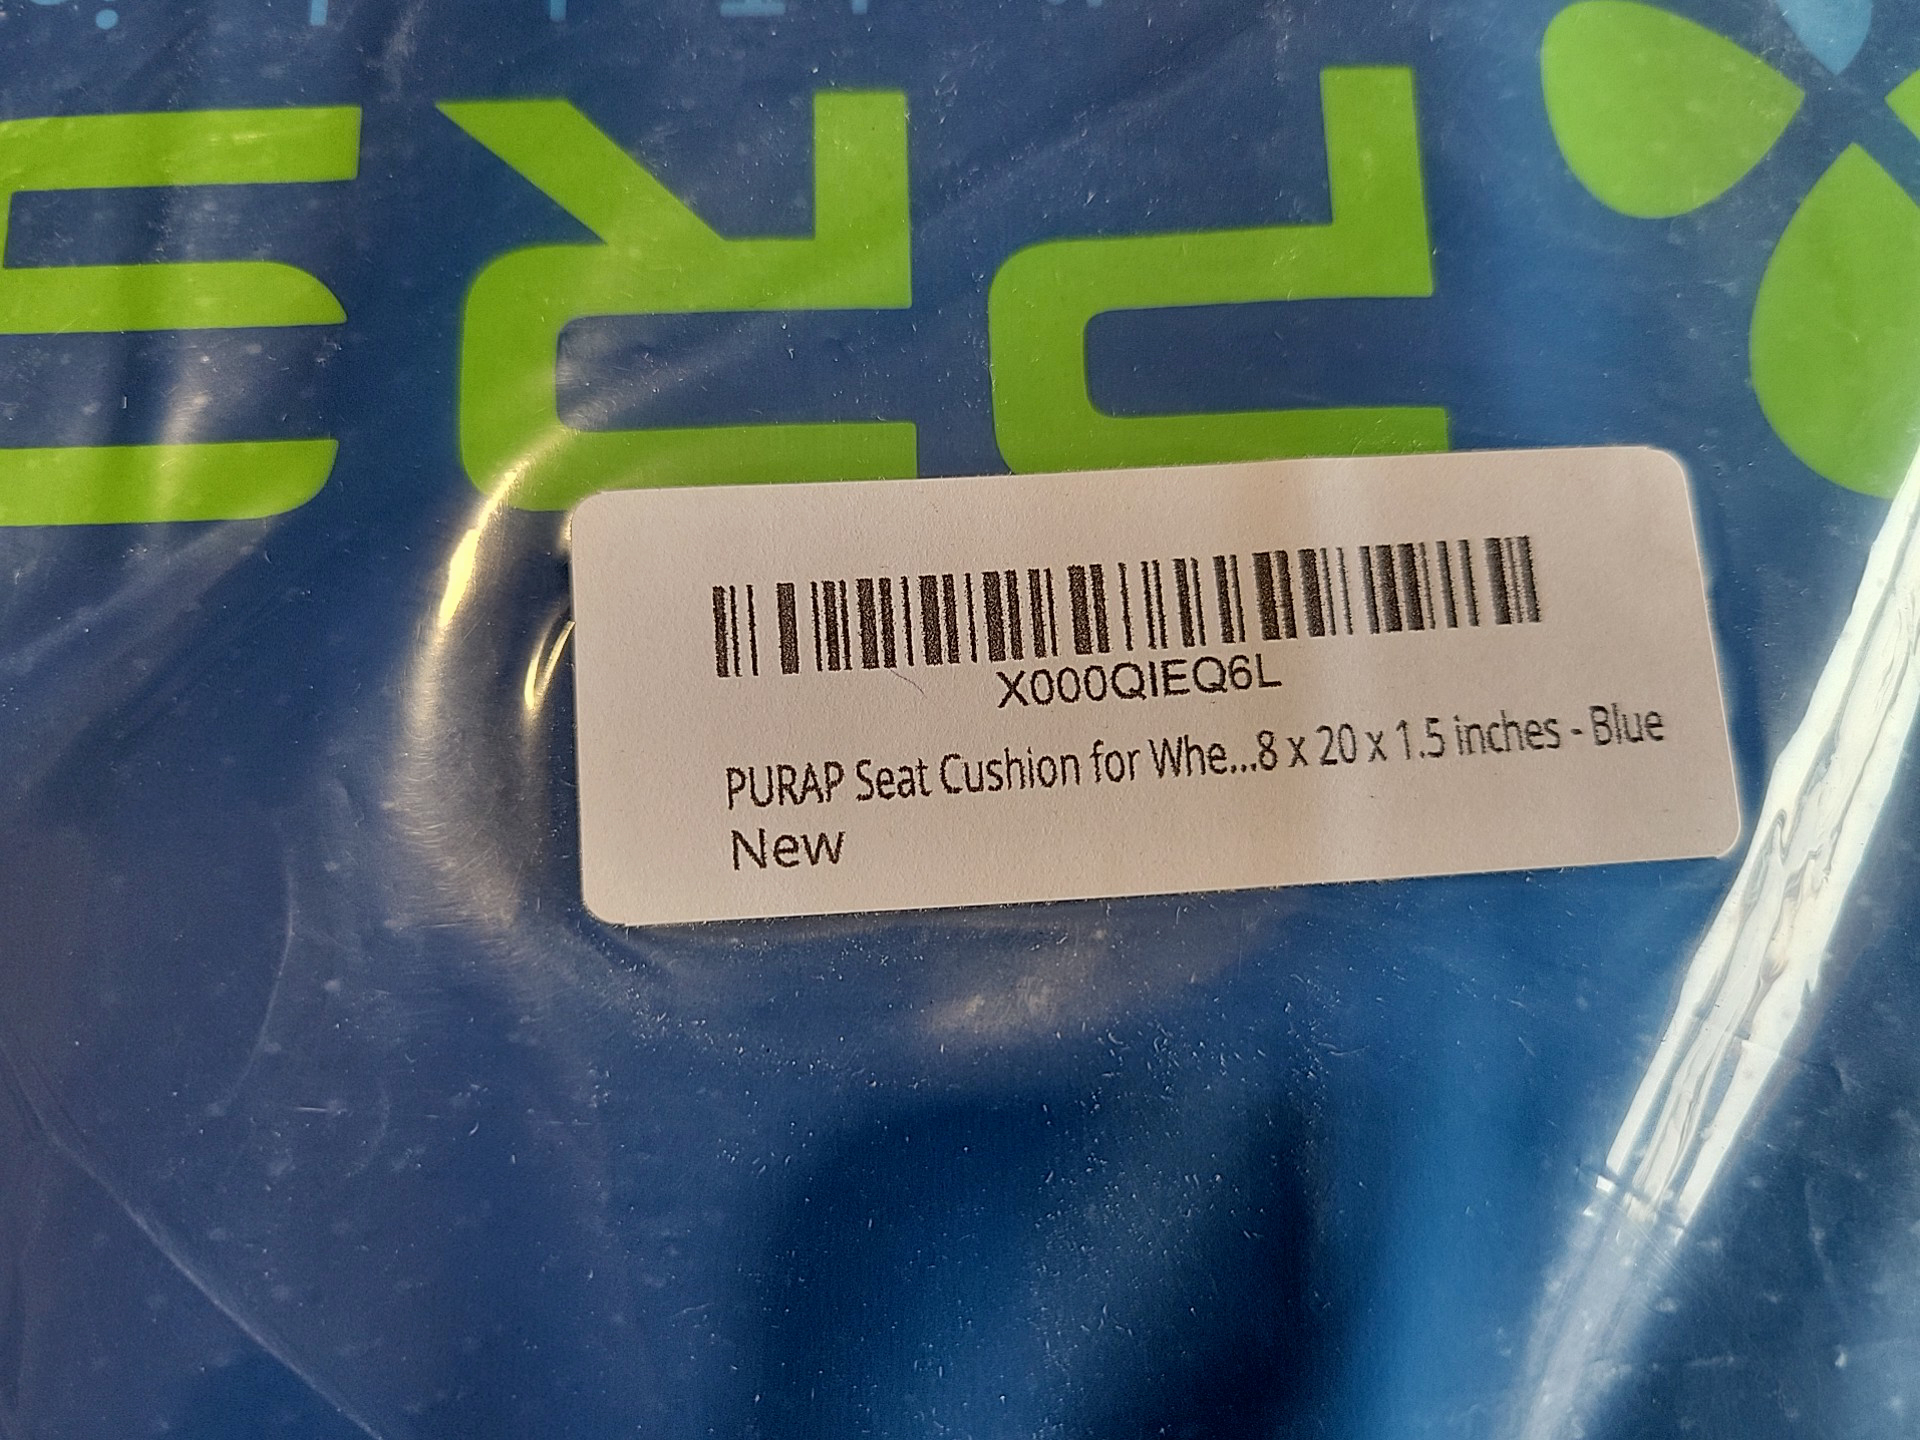 X000QIEQ6L
PURAP Seat Cushion for Whe...8 x 20 x 1.5 inches - Blue
New